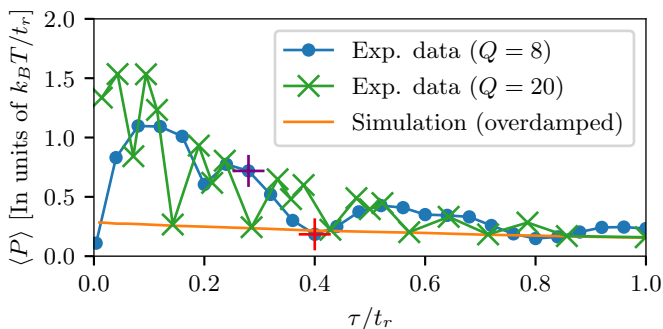 2.0
1.5
1.0
0.5
0.0
⟨P⟩ [In units of k_BT/t_r]
Exp. data (Q = 8)
Exp. data (Q = 20)
Simulation (overdamped)
0.0 0.2 0.4 0.6 0.8 1.0
τ/t_r